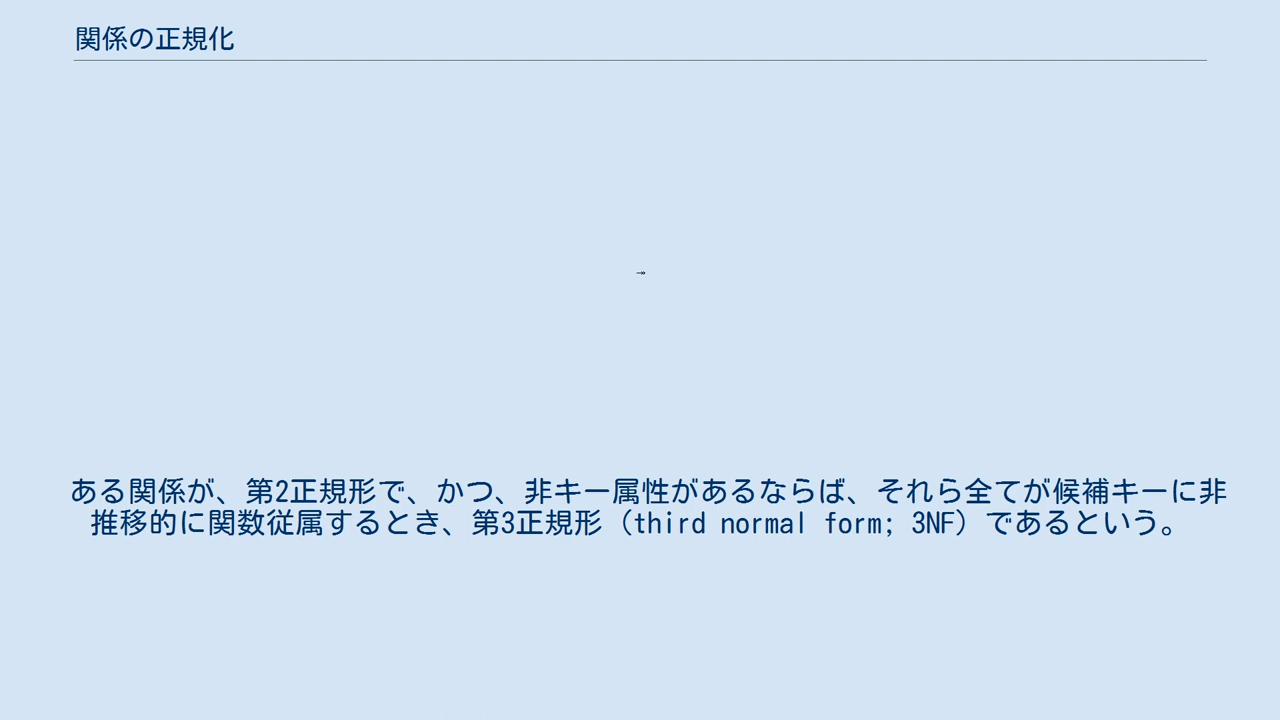 関係の正規化
↠
ある関係が、第2正規形で、かつ、非キー属性があるならば、それら全てが候補キーに非
推移的に関数従属するとき、第3正規形（third normal form; 3NF）であるという。